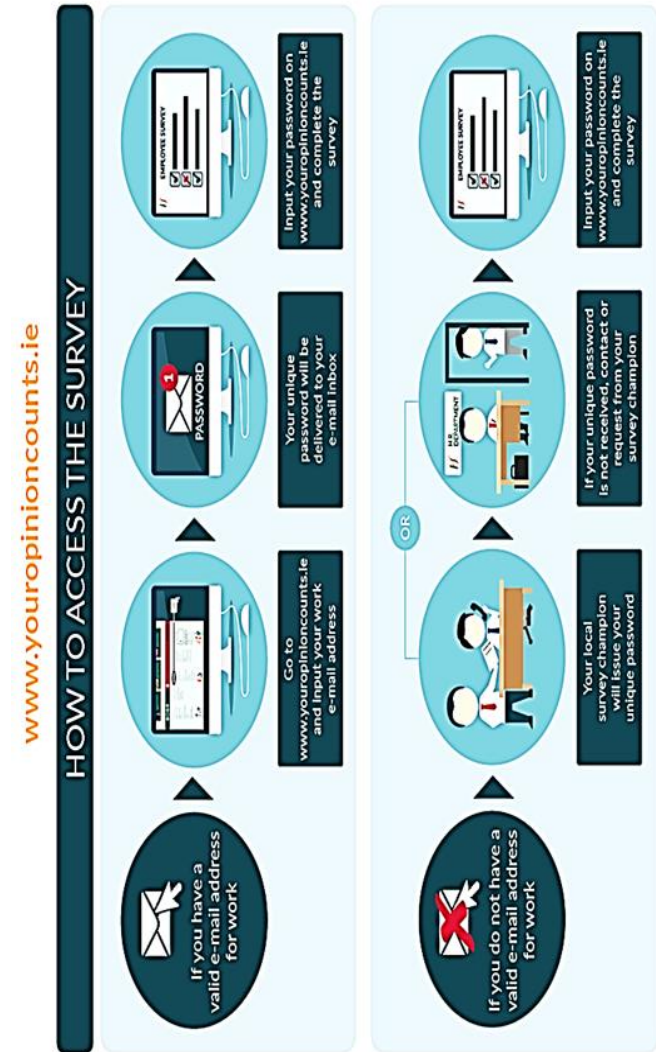 www.youropinioncounts.ie
HOW TO ACCESS THE SURVEY
If you have a
valid e-mail address
for work
Go to
www.youropinioncounts.ie
and Input your work
e-mail address
PASSWORD
1
Your unique
password will be
delivered to your
e-mail inbox
EMPLOYEE SURVEY
Input your password on
www.youropinioncounts.ie
and complete the
survey
If you do not have a
valid e-mail address
for work
Your local
survey champion
will issue your
unique password
OR
H R
DEPARTMENT
If your unique password
is not received, contact or
request from your
survey champion
EMPLOYEE SURVEY
Input your password on
www.youropinioncounts.ie
and complete the
survey